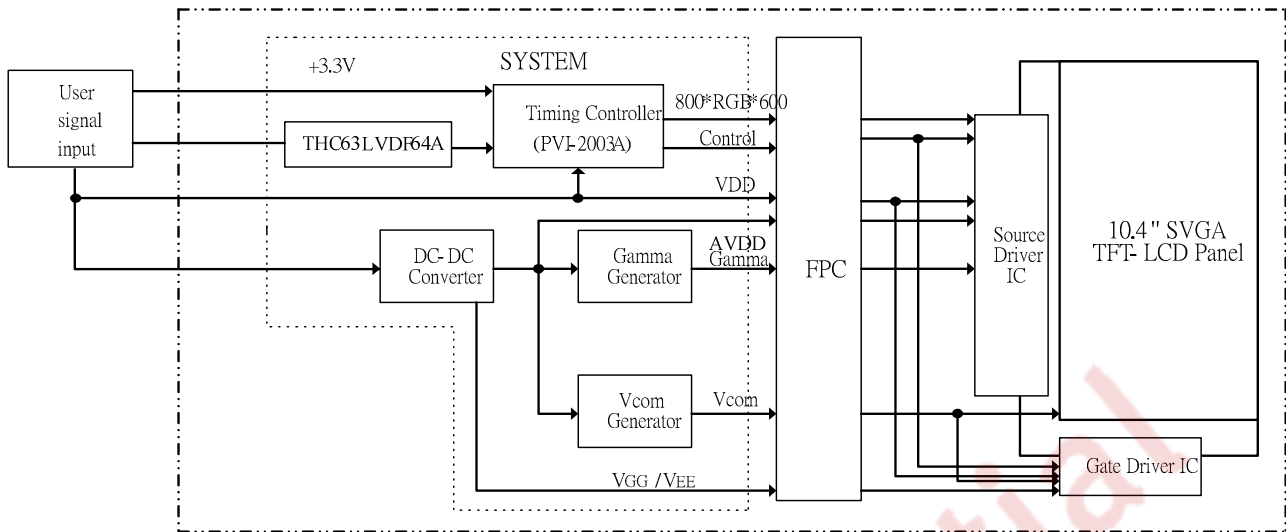 SYSTEM
+3.3V
User
signal
input
THC63LVDF64A
Timing Controller
(PVI-2003A)
800*RGB*600
Control
VDD
DC-DC
Converter
Gamma
Generator
AVDD
Gamma
Vcom
Generator
Vcom
VGG /VEE
FPC
Source
Driver
IC
10.4" SVGA
TFT- LCD Panel
Gate Driver IC
tial